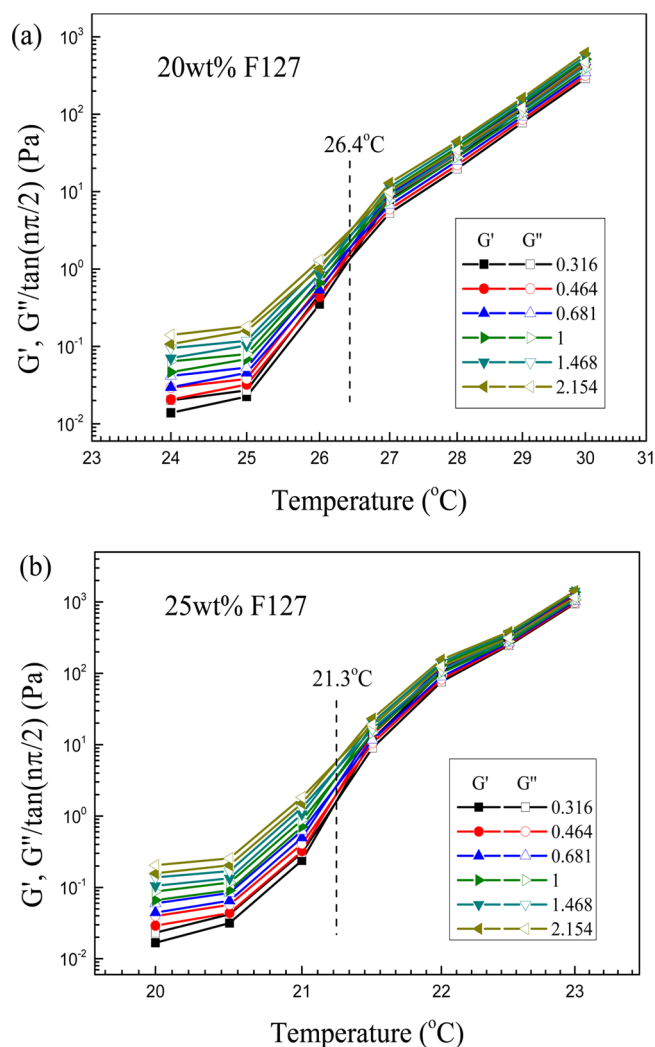 (a)
20wt% F127
26.4°C
G', G''/tan(nπ/2) (Pa)
10³
10²
10¹
10⁰
10⁻¹
10⁻²
G' G''
0.316
0.464
0.681
1
1.468
2.154
23 24 25 26 27 28 29 30 31
Temperature (°C)
(b)
25wt% F127
21.3°C
G', G''/tan(nπ/2) (Pa)
10³
10²
10¹
10⁰
10⁻¹
10⁻²
G' G''
0.316
0.464
0.681
1
1.468
2.154
20 21 22 23
Temperature (°C)